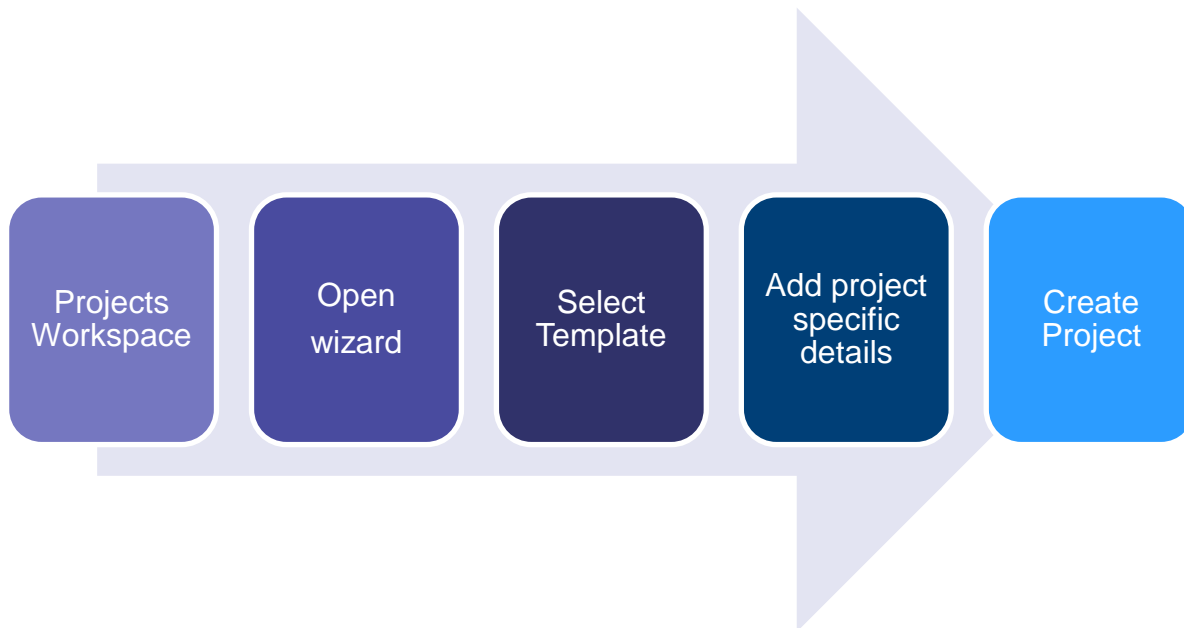 Projects
Workspace
Open
wizard
Select
Template
Add project
specific
details
Create
Project